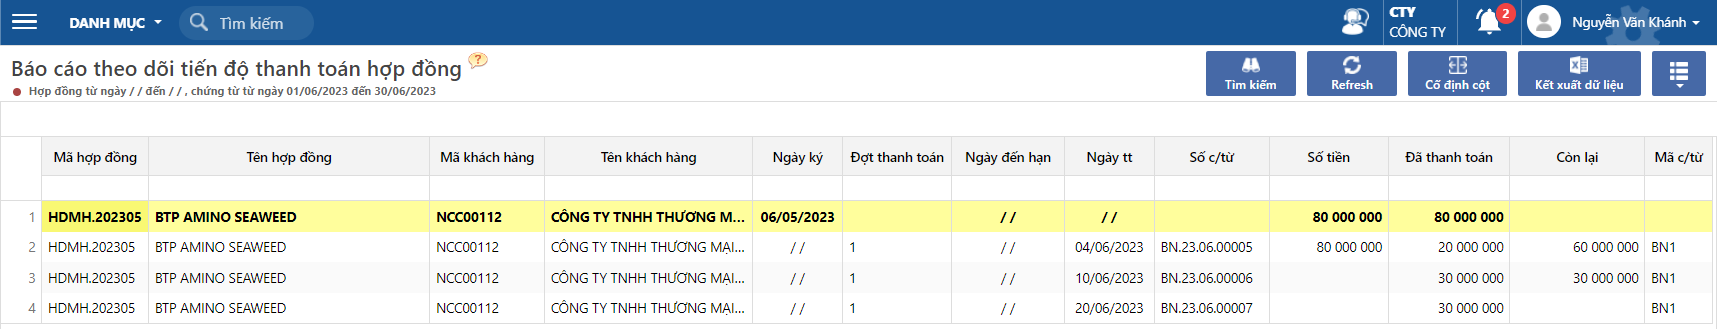 DANH MỤC Tìm kiếm CTY CÔNG TY 2 Nguyễn Văn Khánh
Báo cáo theo dõi tiến độ thanh toán hợp đồng ?
Hợp đồng từ ngày / / đến / / , chứng từ từ ngày 01/06/2023 đến 30/06/2023
Tìm kiếm Refresh Cố định cột Kết xuất dữ liệu
Mã hợp đồng Tên hợp đồng Mã khách hàng Tên khách hàng Ngày ký Đợt thanh toán Ngày đến hạn Ngày tt Số c/từ Số tiền Đã thanh toán Còn lại Mã c/từ
1 HDMH.202305 BTP AMINO SEAWEED NCC00112 CÔNG TY TNHH THƯƠNG M... 06/05/2023 / / / / 80 000 000 80 000 000
2 HDMH.202305 BTP AMINO SEAWEED NCC00112 CÔNG TY TNHH THƯƠNG MẠI... / / 1 / / 04/06/2023 BN.23.06.00005 80 000 000 20 000 000 60 000 000 BN1
3 HDMH.202305 BTP AMINO SEAWEED NCC00112 CÔNG TY TNHH THƯƠNG MẠI... / / 1 / / 10/06/2023 BN.23.06.00006 30 000 000 30 000 000 BN1
4 HDMH.202305 BTP AMINO SEAWEED NCC00112 CÔNG TY TNHH THƯƠNG MẠI... / / 1 / / 20/06/2023 BN.23.06.00007 30 000 000 BN1